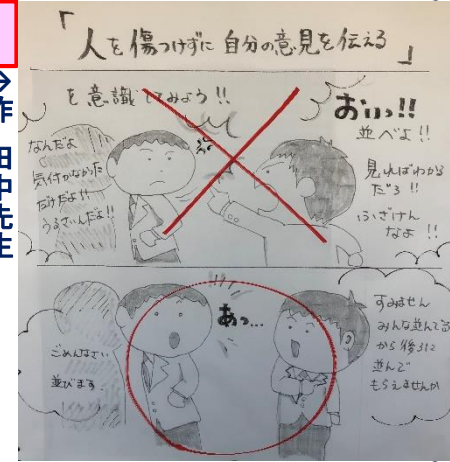 「人を傷つけずに 自分の意見を伝える」
を意識してみよう!!
おいっ!!
並べよ!!
見ればわかる
だろ!!
ふざけん
なよ!!
なんだよ
気付かなかった
だけだよ!!
うるさいんだよ!!
あっ…
すみません
みんな並んでる
から後ろに
並んで
もらえませんか
ごめんなさい
並びます
→作 田中先生